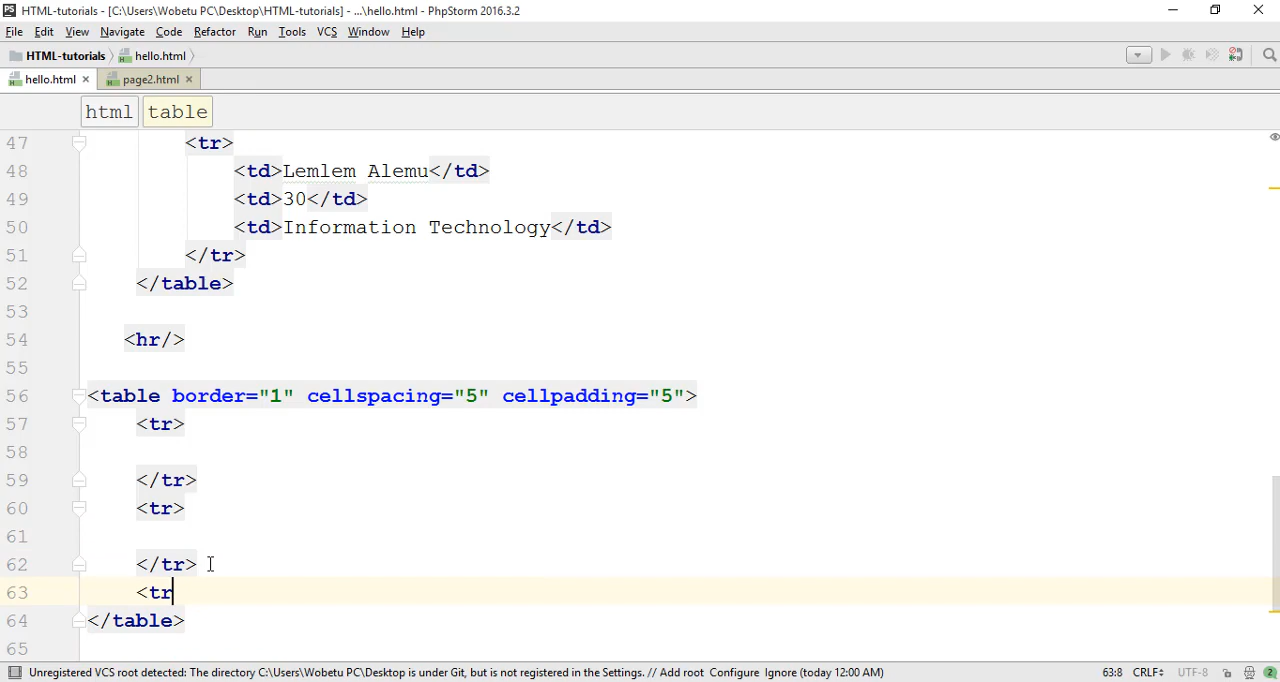 HTML-tutorials - [C:\Users\Wobetu PC\Desktop\HTML-tutorials] - ...\hello.html - PhpStorm 2016.3.2
File Edit View Navigate Code Refactor Run Tools VCS Window Help
HTML-tutorials hello.html
hello.html page2.html
html table
47 <tr>
48 <td>Lemlem Alemu</td>
49 <td>30</td>
50 <td>Information Technology</td>
51 </tr>
52 </table>
53
54 <hr/>
55
56 <table border="1" cellspacing="5" cellpadding="5">
57 <tr>
58
59 </tr>
60 <tr>
61
62 </tr>
63 <tr
64 </table>
65
Unregistered VCS root detected: The directory C:\Users\Wobetu PC\Desktop is under Git, but is not registered in the Settings. // Add root Configure Ignore (today 12:00 AM) 63:8 CRLF UTF-8 2